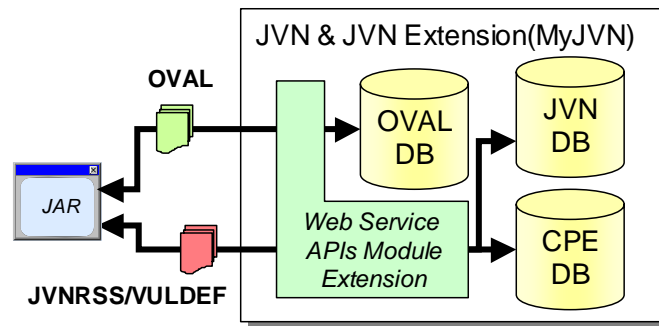 JVN & JVN Extension(MyJVN)
OVAL
OVAL
DB
JVN
DB
JAR
Web Service
APIs Module
Extension
CPE
DB
JVNRSS/VULDEF